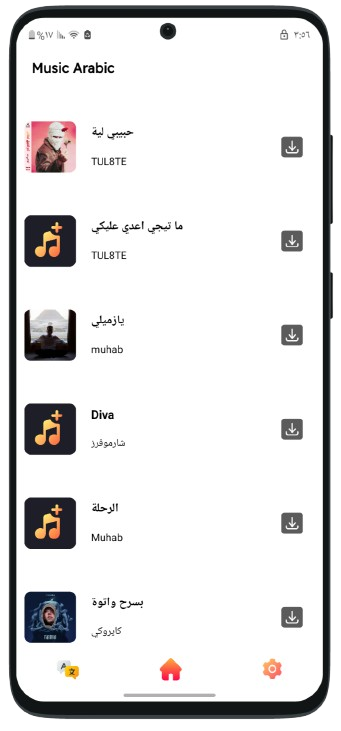 %١٧
٣:٥٦
Music Arabic
حبيبي لية
TUL8TE
ما تيجي اعدي عليكي
TUL8TE
يازميلي
muhab
Diva
شارموفرز
الرحلة
Muhab
بسرح واتوة
كايروكي